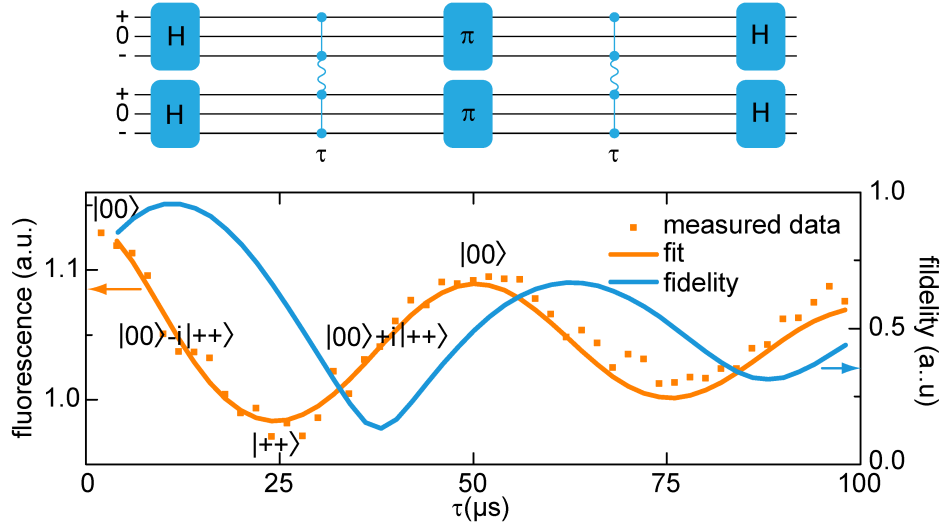 +
0
-
H
π
H
+
0
-
H
π
H
τ
τ
|00⟩
1.1
1.0
fluorescence (a.u.)
|00⟩-i|++⟩
|++⟩
|00⟩+i|++⟩
|00⟩
measured data
fit
fidelity
1.0
0.5
0.0
filidelity (a..u)
0
25
50
75
100
τ(μs)